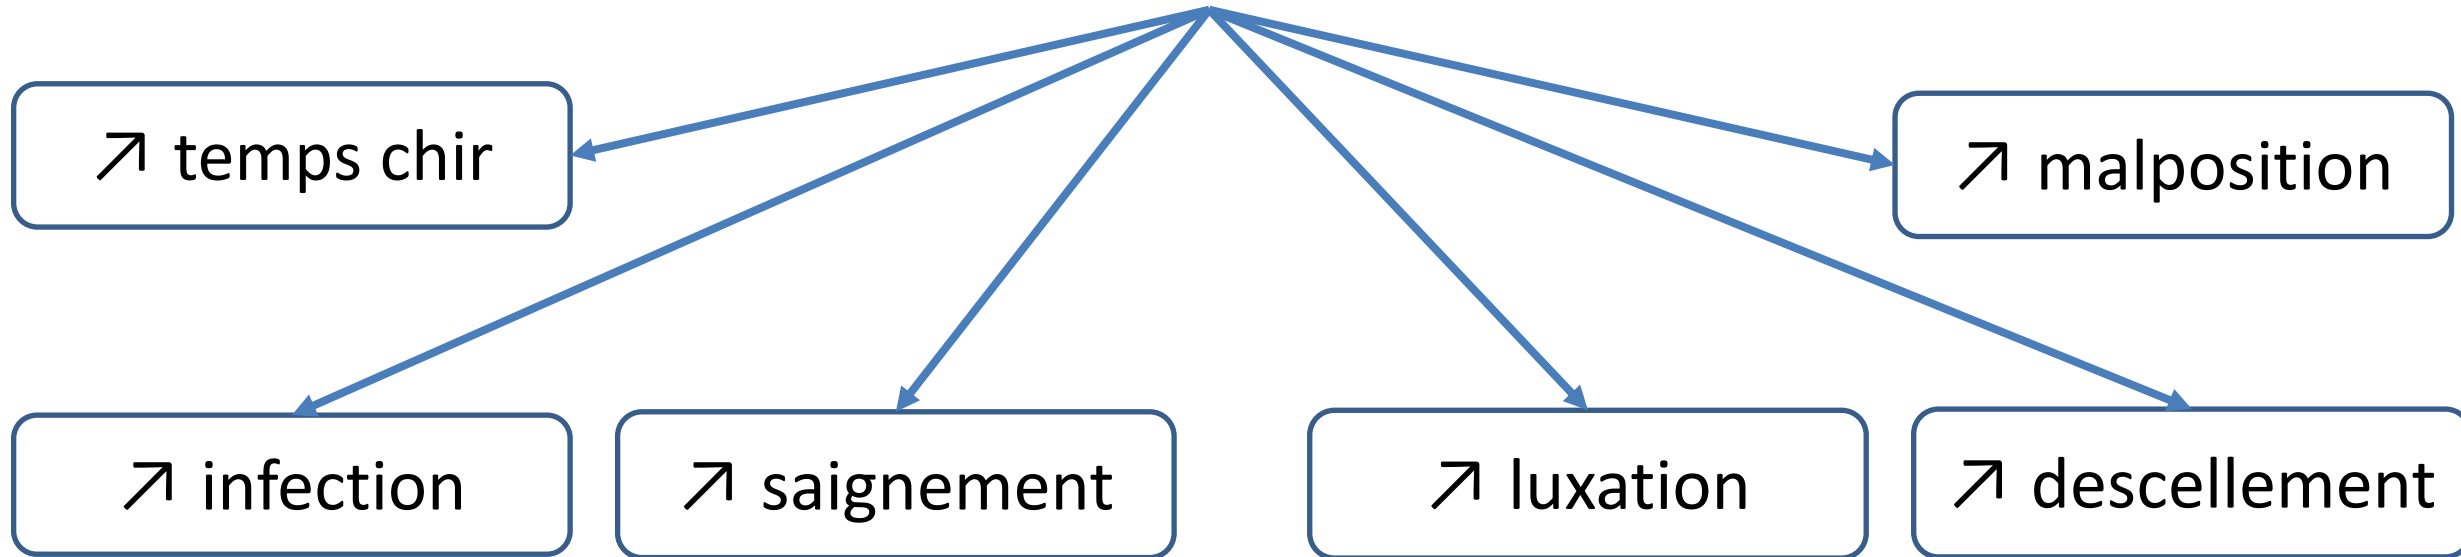 ↗ temps chir
↗ malposition
↗ infection
↗ saignement
↗ luxation
↗ descellement